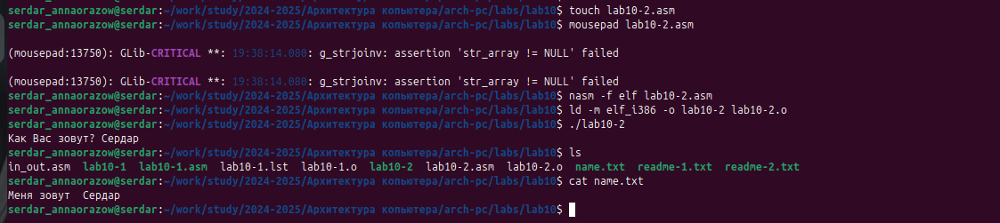 serdar_annaorazow@serdar:~/work/study/2024-2025/Архитектура копьютера/arch-pc/labs/lab10$ touch lab10-2.asm
serdar_annaorazow@serdar:~/work/study/2024-2025/Архитектура копьютера/arch-pc/labs/lab10$ mousepad lab10-2.asm
(mousepad:13750): GLib-CRITICAL **: 19:38:14.080: g_strjoinv: assertion 'str_array != NULL' failed
(mousepad:13750): GLib-CRITICAL **: 19:38:14.080: g_strjoinv: assertion 'str_array != NULL' failed
serdar_annaorazow@serdar:~/work/study/2024-2025/Архитектура копьютера/arch-pc/labs/lab10$ nasm -f elf lab10-2.asm
serdar_annaorazow@serdar:~/work/study/2024-2025/Архитектура копьютера/arch-pc/labs/lab10$ ld -m elf_i386 -o lab10-2 lab10-2.o
serdar_annaorazow@serdar:~/work/study/2024-2025/Архитектура копьютера/arch-pc/labs/lab10$ ./lab10-2
Как Вас зовут? Сердар
serdar_annaorazow@serdar:~/work/study/2024-2025/Архитектура копьютера/arch-pc/labs/lab10$ ls
in_out.asm  lab10-1  lab10-1.asm  lab10-1.lst  lab10-1.o  lab10-2  lab10-2.asm  lab10-2.o  name.txt  readme-1.txt  readme-2.txt
serdar_annaorazow@serdar:~/work/study/2024-2025/Архитектура копьютера/arch-pc/labs/lab10$ cat name.txt
Меня зовут  Сердар
serdar_annaorazow@serdar:~/work/study/2024-2025/Архитектура копьютера/arch-pc/labs/lab10$